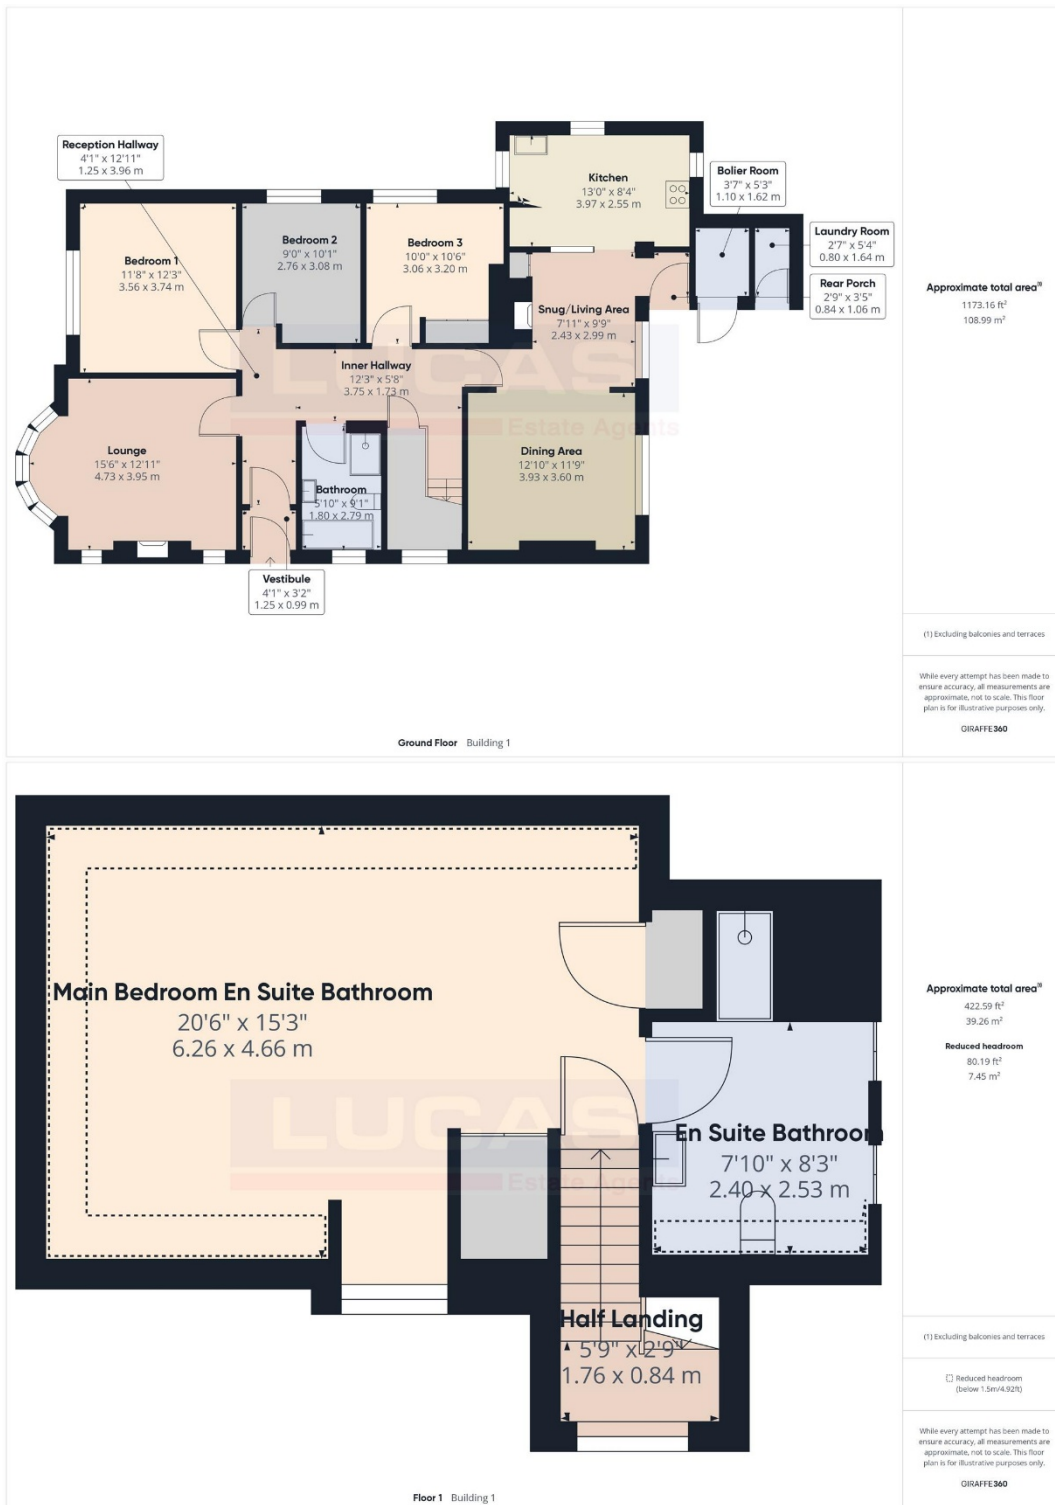 Reception Hallway
4'1" x 12'11"
1.25 x 3.96 m
Kitchen
13'0" x 8'4"
3.97 x 2.55 m
Bolier Room
3'7" x 5'3"
1.10 x 1.62 m
Laundry Room
2'7" x 5'4"
0.80 x 1.64 m
Rear Porch
2'9" x 3'5"
0.84 x 1.06 m
Bedroom 1
11'8" x 12'3"
3.56 x 3.74 m
Bedroom 2
9'0" x 10'1"
2.76 x 3.08 m
Bedroom 3
10'0" x 10'6"
3.06 x 3.20 m
Snug/Living Area
7'11" x 9'9"
2.43 x 2.99 m
Inner Hallway
12'3" x 5'8"
3.75 x 1.73 m
LUCAS
Estate Agents
Lounge
15'6" x 12'11"
4.73 x 3.95 m
Dining Area
12'10" x 11'9"
3.93 x 3.60 m
Bathroom
5'10" x 9'1"
1.80 x 2.79 m
Vestibule
4'1" x 3'2"
1.25 x 0.99 m
Ground Floor Building 1
Approximate total area(1)
1173.16 ft²
108.99 m²
(1) Excluding balconies and terraces
While every attempt has been made to
ensure accuracy, all measurements are
approximate, not to scale. This floor
plan is for illustrative purposes only.
GIRAFFE360
Main Bedroom En Suite Bathroom
20'6" x 15'3"
6.26 x 4.66 m
LUCAS
Estate Agents
En Suite Bathroom
7'10" x 8'3"
2.40 x 2.53 m
Half Landing
5'9" x 2'9"
1.76 x 0.84 m
Floor 1 Building 1
Approximate total area(1)
422.59 ft²
39.26 m²
Reduced headroom
80.19 ft²
7.45 m²
(1) Excluding balconies and terraces
Reduced headroom
(below 1.5m/4.92ft)
While every attempt has been made to
ensure accuracy, all measurements are
approximate, not to scale. This floor
plan is for illustrative purposes only.
GIRAFFE360